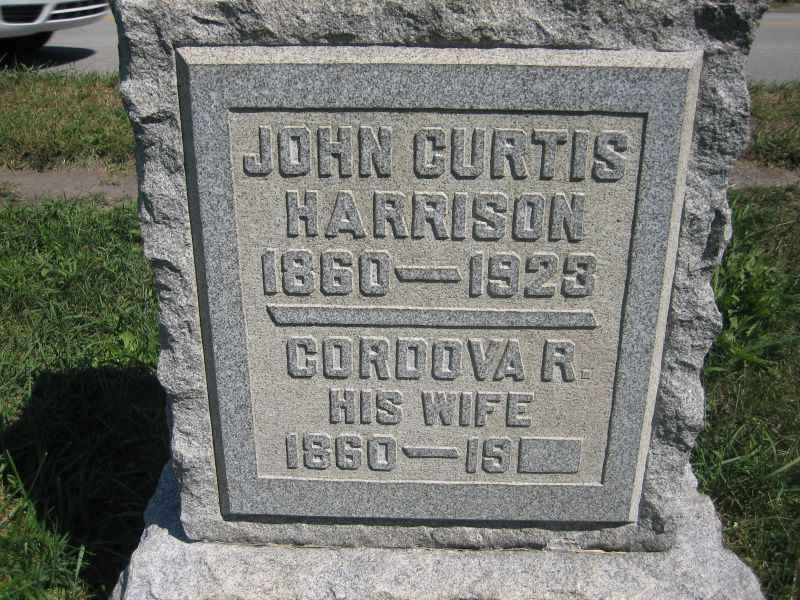 JOHN CURTIS
HARRISON
1860—1923
CORDOVA R.
HIS WIFE
1860—19